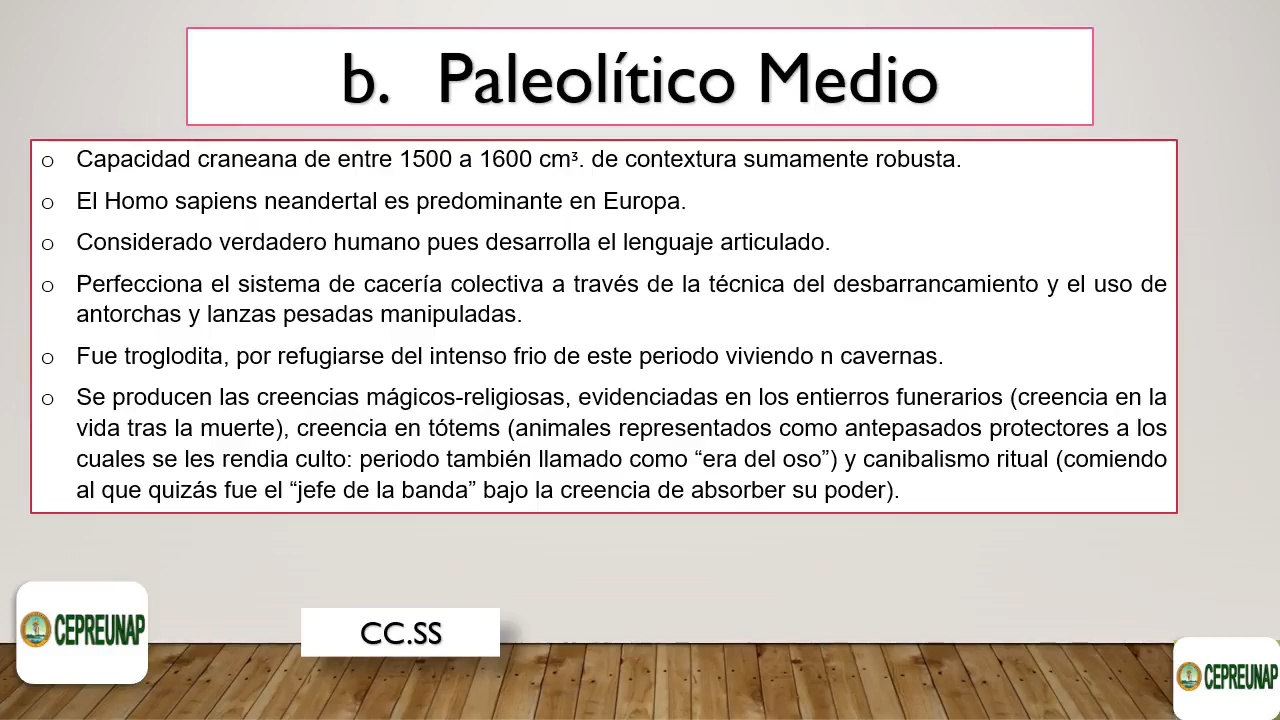 b. Paleolítico Medio
o Capacidad craneana de entre 1500 a 1600 cm³. de contextura sumamente robusta.
o El Homo sapiens neandertal es predominante en Europa.
o Considerado verdadero humano pues desarrolla el lenguaje articulado.
o Perfecciona el sistema de cacería colectiva a través de la técnica del desbarrancamiento y el uso de
antorchas y lanzas pesadas manipuladas.
o Fue troglodita, por refugiarse del intenso frio de este periodo viviendo n cavernas.
o Se producen las creencias mágicos-religiosas, evidenciadas en los entierros funerarios (creencia en la
vida tras la muerte), creencia en tótems (animales representados como antepasados protectores a los
cuales se les rendia culto: periodo también llamado como “era del oso”) y canibalismo ritual (comiendo
al que quizás fue el “jefe de la banda” bajo la creencia de absorber su poder).
CEPREUNAP
CC.SS
CEPREUNAP